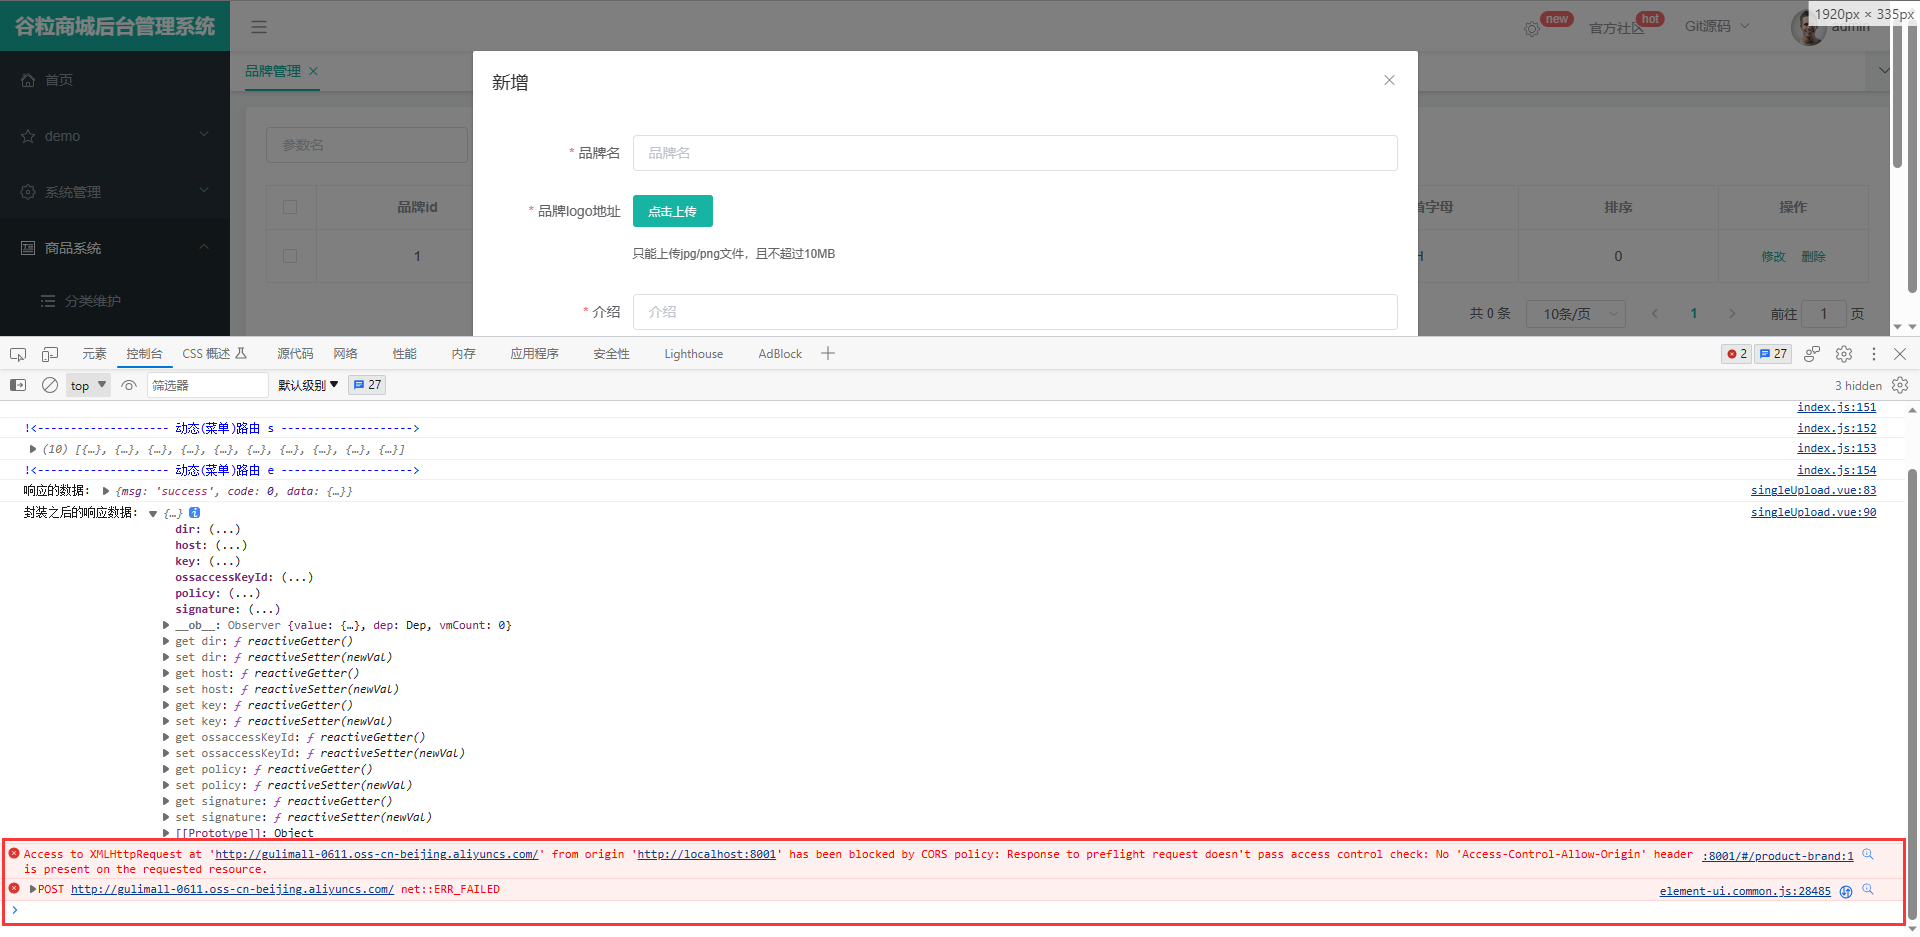 谷粒商城后台管理系统
new
官方社区
hot
Git源码
admin
1920px × 335px
首页
demo
系统管理
商品系统
分类维护
品牌管理
参数名
品牌id
1
新增
* 品牌名
品牌名
* 品牌logo地址
点击上传
只能上传jpg/png文件，且不超过10MB
* 介绍
介绍
首字母
排序
操作
H
0
修改 删除
共 0 条
10条/页
1
前往 1 页
元素 控制台 CSS 概述 源代码 网络 性能 内存 应用程序 安全性 Lighthouse AdBlock
2 27
top 筛选器 默认级别 27
3 hidden
index.js:151
!<-------------------- 动态(菜单)路由 s --------------------> index.js:152
(10) [{…}, {…}, {…}, {…}, {…}, {…}, {…}, {…}, {…}, {…}] index.js:153
!<-------------------- 动态(菜单)路由 e --------------------> index.js:154
响应的数据: {msg: 'success', code: 0, data: {…}} singleUpload.vue:83
封装之后的响应数据: {…} singleUpload.vue:90
dir: (...)
host: (...)
key: (...)
ossaccessKeyId: (...)
policy: (...)
signature: (...)
__ob__: Observer {value: {…}, dep: Dep, vmCount: 0}
get dir: ƒ reactiveGetter()
set dir: ƒ reactiveSetter(newVal)
get host: ƒ reactiveGetter()
set host: ƒ reactiveSetter(newVal)
get key: ƒ reactiveGetter()
set key: ƒ reactiveSetter(newVal)
get ossaccessKeyId: ƒ reactiveGetter()
set ossaccessKeyId: ƒ reactiveSetter(newVal)
get policy: ƒ reactiveGetter()
set policy: ƒ reactiveSetter(newVal)
get signature: ƒ reactiveGetter()
set signature: ƒ reactiveSetter(newVal)
[[Prototype]]: Object
Access to XMLHttpRequest at 'http://gulimall-0611.oss-cn-beijing.aliyuncs.com/' from origin 'http://localhost:8001' has been blocked by CORS policy: Response to preflight request doesn't pass access control check: No 'Access-Control-Allow-Origin' header :8001/#/product-brand:1
is present on the requested resource.
POST http://gulimall-0611.oss-cn-beijing.aliyuncs.com/ net::ERR_FAILED element-ui.common.js:28485